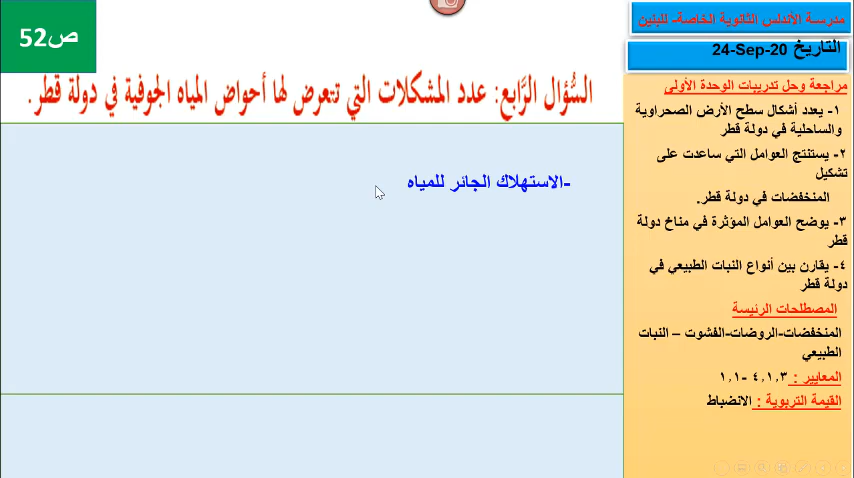 مدرسة الأندلس الثانوية الخاصة- للبنين
التاريخ 24-Sep-20
ص52
السُّؤال الرَّابع: عدد المشكلات التي تتعرض لها أحواض المياه الجوفية في دولة قطر.
-الاستهلاك الجائر للمياه
مراجعة وحل تدريبات الوحدة الأولى
١- يعدد أشكال سطح الأرض الصحراوية
والساحلية في دولة قطر
٢- يستنتج العوامل التي ساعدت على
تشكيل
المنخفضات في دولة قطر.
٣- يوضح العوامل المؤثرة في مناخ دولة
قطر
٤- يقارن بين أنواع النبات الطبيعي في
دولة قطر
المصطلحات الرئيسة
المنخفضات-الروضات-الفشوت – النبات
الطبيعي
المعايير : ٤,١,٣ -١,١
القيمة التربوية : الانضباط